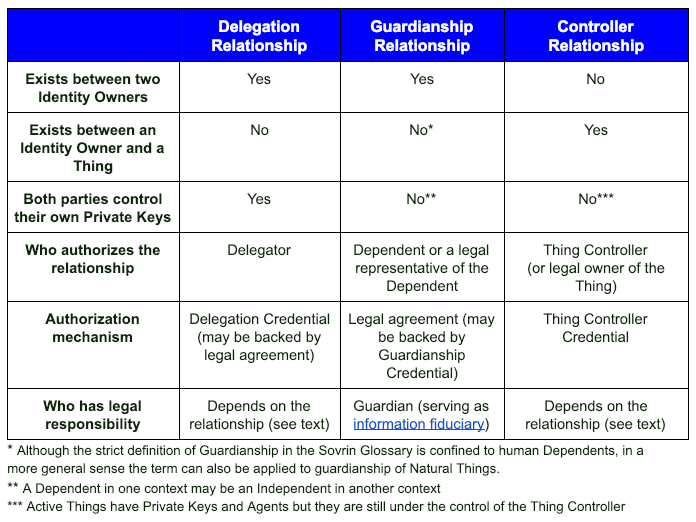 Delegation Relationship
Guardianship Relationship
Controller Relationship
Exists between two Identity Owners
Yes
Yes
No
Exists between an Identity Owner and a Thing
No
No*
Yes
Both parties control their own Private Keys
Yes
No**
No***
Who authorizes the relationship
Delegator
Dependent or a legal representative of the Dependent
Thing Controller (or legal owner of the Thing)
Authorization mechanism
Delegation Credential (may be backed by legal agreement)
Legal agreement (may be backed by Guardianship Credential)
Thing Controller Credential
Who has legal responsibility
Depends on the relationship (see text)
Guardian (serving as information fiduciary)
Depends on the relationship (see text)
* Although the strict definition of Guardianship in the Sovrin Glossary is confined to human Dependents, in a
more general sense the term can also be applied to guardianship of Natural Things.
** A Dependent in one context may be an Independent in another context
*** Active Things have Private Keys and Agents but they are still under the control of the Thing Controller